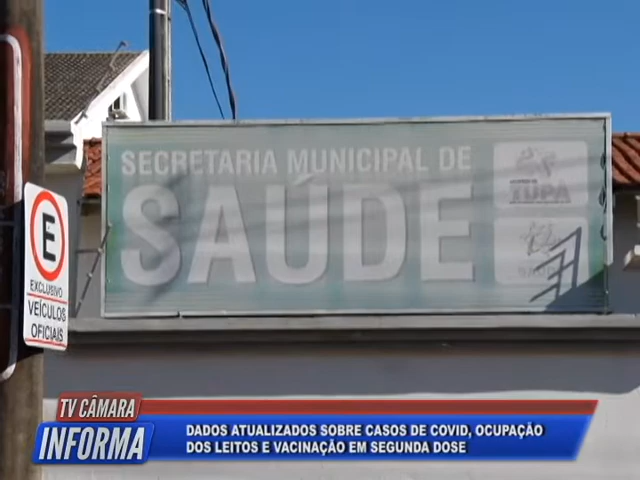 SECRETARIA MUNICIPAL DE
SAÚDE
TUPÃ
E
EXCLUSIVO
VEÍCULOS
OFICIAIS
TV CÂMARA
INFORMA
DADOS ATUALIZADOS SOBRE CASOS DE COVID, OCUPAÇÃO
DOS LEITOS E VACINAÇÃO EM SEGUNDA DOSE